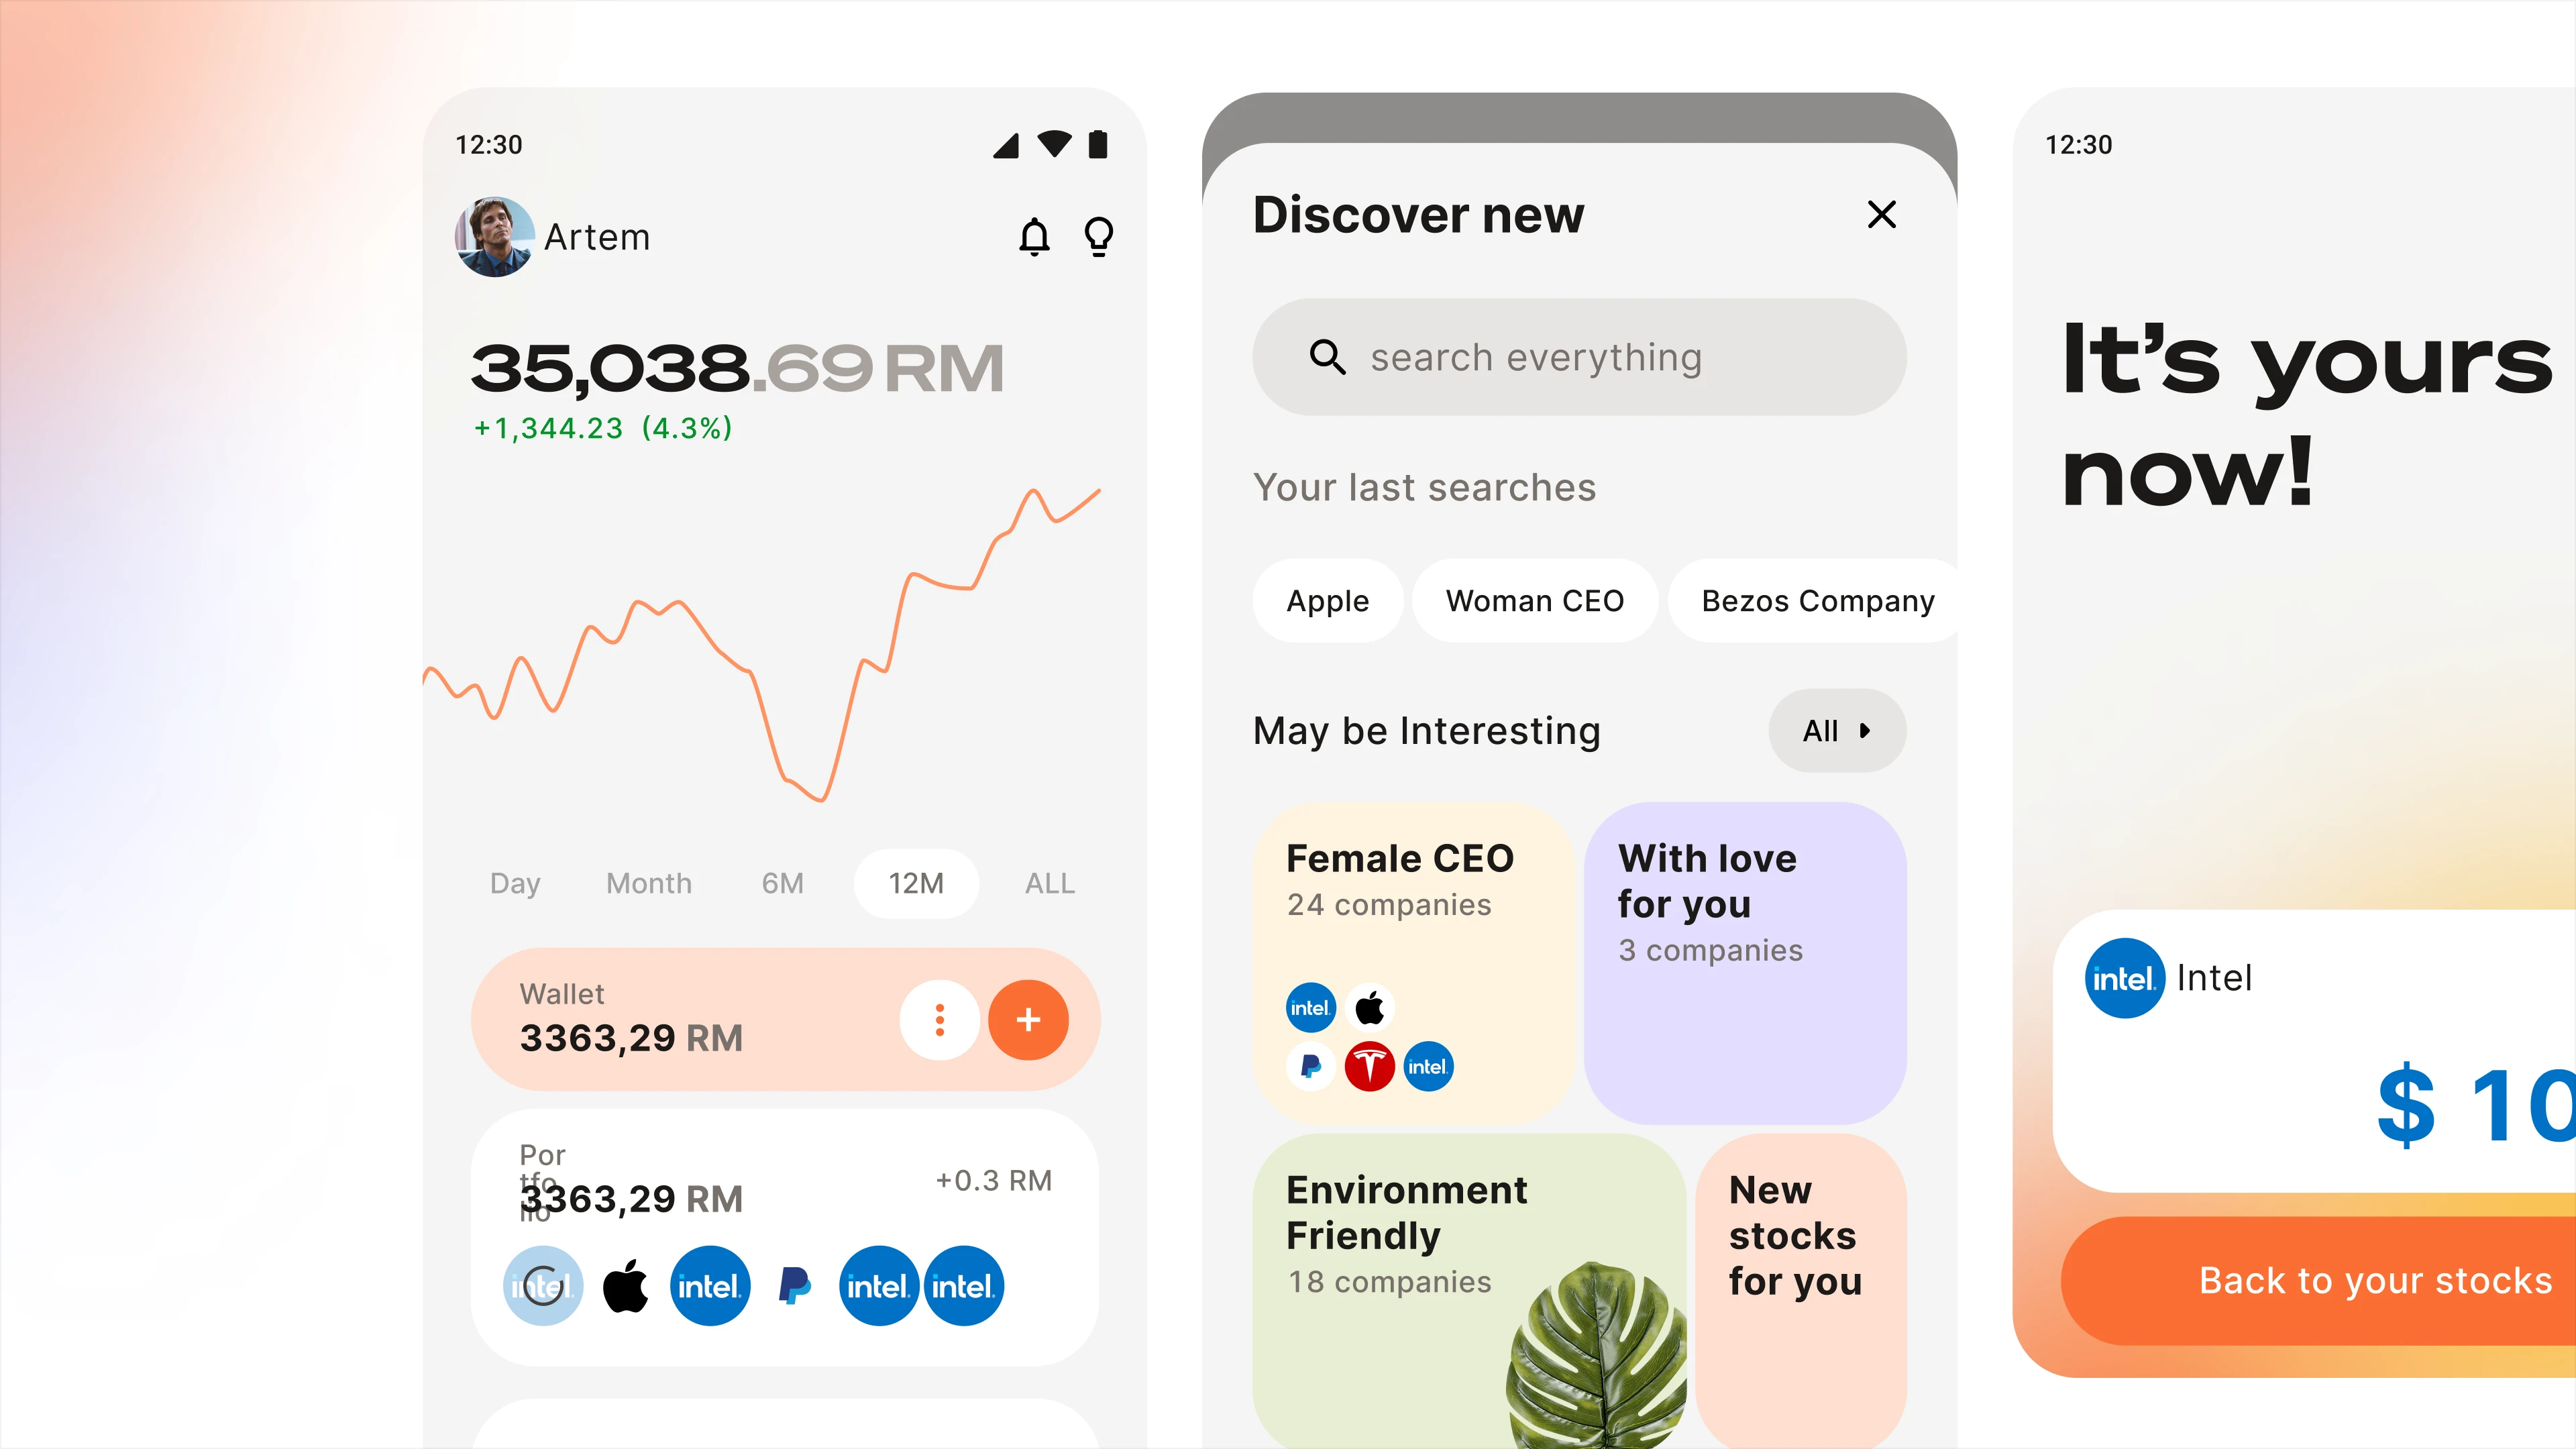 12:30
Artem
35,038.69 RM
+1,344.23 (4.3%)
Day Month 6M 12M ALL
Wallet
3363,29 RM
Por
tfo
lio
3363,29 RM
+0.3 RM
intel.
intel.
intel.
intel.
Discover new
search everything
Your last searches
Apple
Woman CEO
Bezos Company
May be Interesting
All
Female CEO
24 companies
intel.
intel.
With love
for you
3 companies
Environment
Friendly
18 companies
New
stocks
for you
12:30
It’s yours
now!
intel.
Intel
$ 10
Back to your stocks